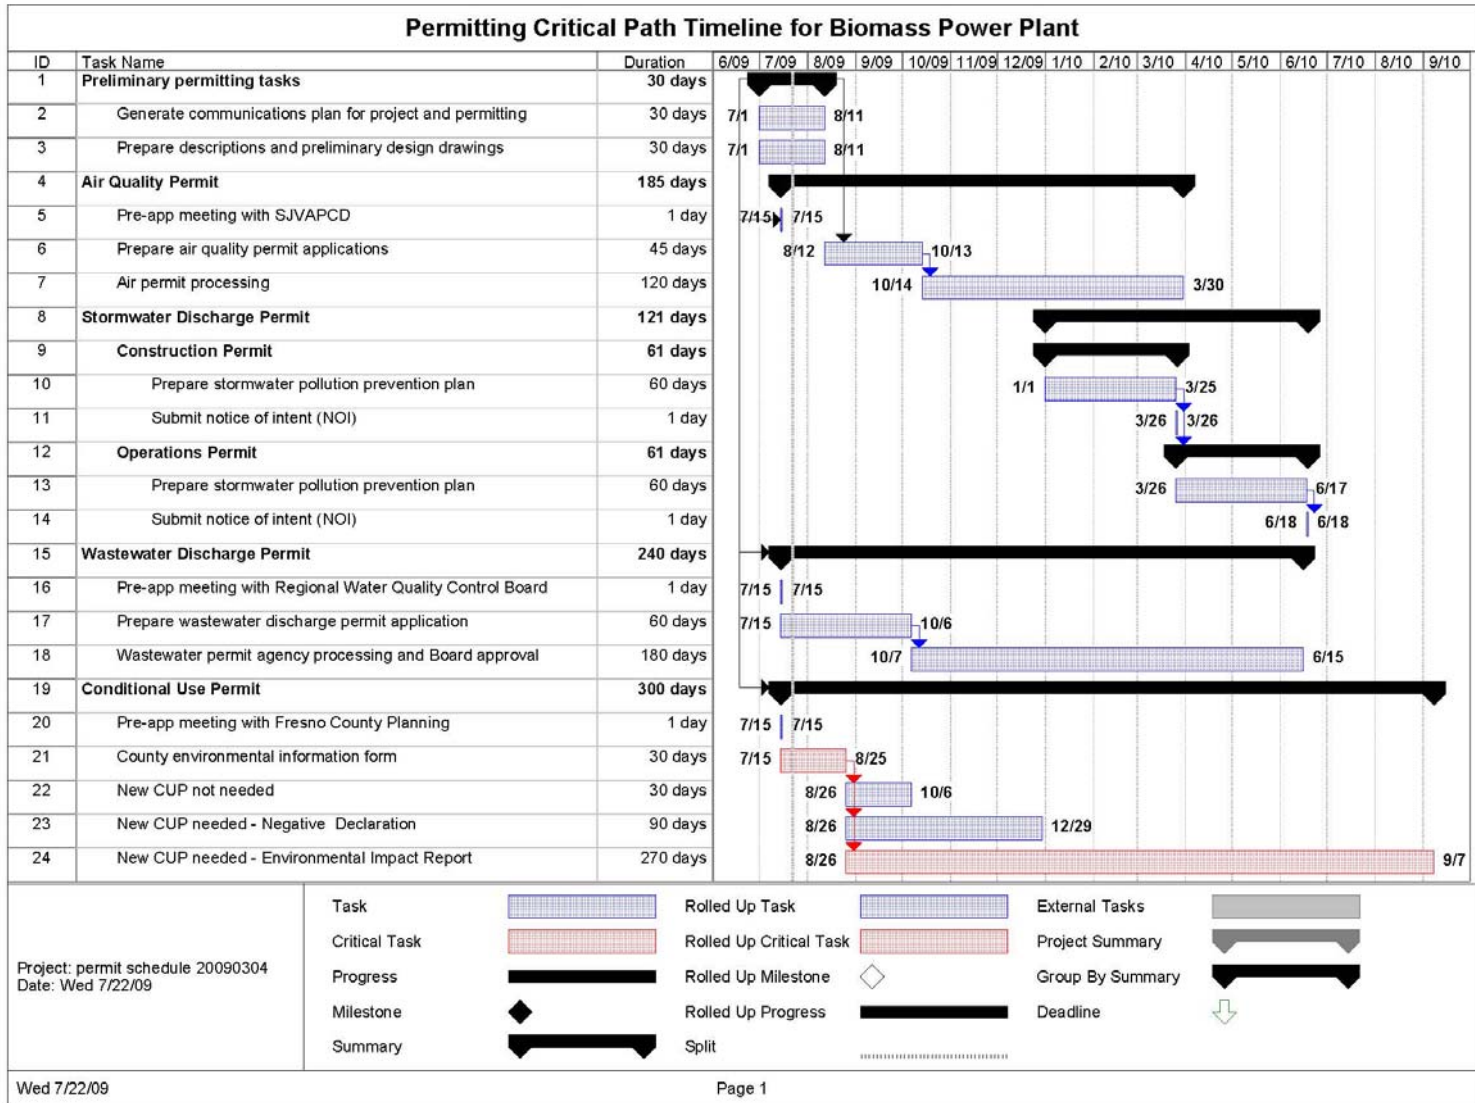 Permitting Critical Path Timeline for Biomass Power Plant
ID Task Name Duration 6/09 7/09 8/09 9/09 10/09 11/09 12/09 1/10 2/10 3/10 4/10 5/10 6/10 7/10 8/10 9/10
1 Preliminary permitting tasks 30 days
2 Generate communications plan for project and permitting 30 days 7/1 8/11
3 Prepare descriptions and preliminary design drawings 30 days 7/1 8/11
4 Air Quality Permit 185 days
5 Pre-app meeting with SJVAPCD 1 day 7/15 7/15
6 Prepare air quality permit applications 45 days 8/12 10/13
7 Air permit processing 120 days 10/14 3/30
8 Stormwater Discharge Permit 121 days
9 Construction Permit 61 days
10 Prepare stormwater pollution prevention plan 60 days 1/1 3/25
11 Submit notice of intent (NOI) 1 day 3/26 3/26
12 Operations Permit 61 days
13 Prepare stormwater pollution prevention plan 60 days 3/26 6/17
14 Submit notice of intent (NOI) 1 day 6/18 6/18
15 Wastewater Discharge Permit 240 days
16 Pre-app meeting with Regional Water Quality Control Board 1 day 7/15 7/15
17 Prepare wastewater discharge permit application 60 days 7/15 10/6
18 Wastewater permit agency processing and Board approval 180 days 10/7 6/15
19 Conditional Use Permit 300 days
20 Pre-app meeting with Fresno County Planning 1 day 7/15 7/15
21 County environmental information form 30 days 7/15 8/25
22 New CUP not needed 30 days 8/26 10/6
23 New CUP needed - Negative Declaration 90 days 8/26 12/29
24 New CUP needed - Environmental Impact Report 270 days 8/26 9/7
Project: permit schedule 20090304
Date: Wed 7/22/09
Task Rolled Up Task External Tasks
Critical Task Rolled Up Critical Task Project Summary
Progress Rolled Up Milestone Group By Summary
Milestone Rolled Up Progress Deadline
Summary Split
Wed 7/22/09 Page 1